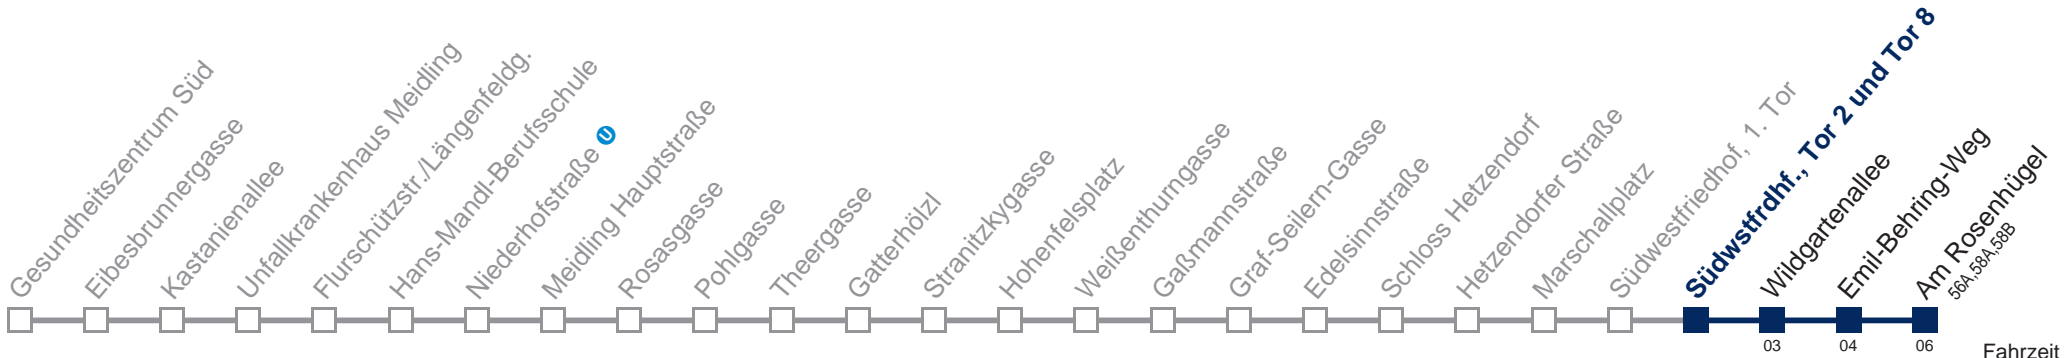 Gesundheitszentrum Süd
Eibesbrunnergasse
Kastanienallee
Unfallkrankenhaus Meidling
Flurschützstr./Längenfeldg.
Hans-Mandl-Berufsschule
Niederhofstraße U
Meidling Hauptstraße
Rosasgasse
Pohlgasse
Theergasse
Gatterhölzl
Stranitzkygasse
Hohenfelsplatz
Weißenthurngasse
Gaßmannstraße
Graf-Seilern-Gasse
Edelsinnstraße
Schloss Hetzendorf
Hetzendorfer Straße
Marschallplatz
Südwestfriedhof, 1. Tor
Südwstfrdhf., Tor 2 und Tor 8
Wildgartenallee
Emil-Behring-Weg
Am Rosenhügel
56A,58A,58B
03 04 06 Fahrzeit